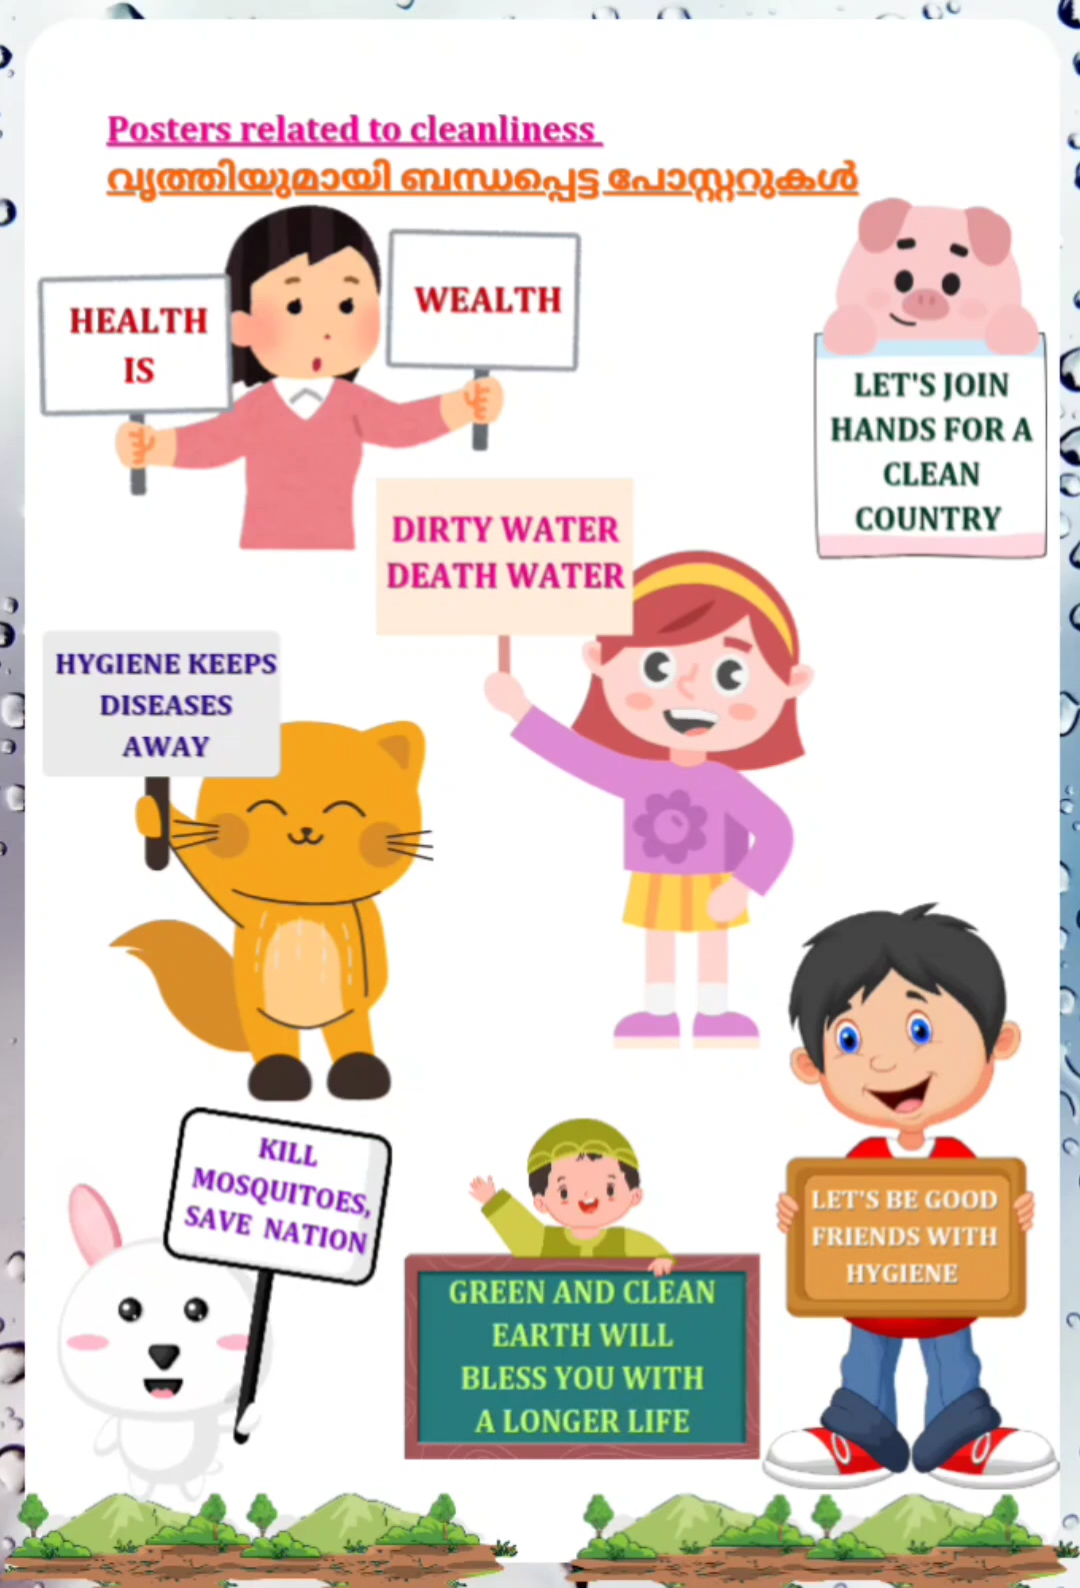 Posters related to cleanliness
വൃത്തിയുമായി ബന്ധപ്പെട്ട പോസ്റ്ററുകൾ
HEALTH
IS
WEALTH
LET'S JOIN
HANDS FOR A
CLEAN
COUNTRY
DIRTY WATER
DEATH WATER
HYGIENE KEEPS
DISEASES
AWAY
KILL
MOSQUITOES,
SAVE NATION
GREEN AND CLEAN
EARTH WILL
BLESS YOU WITH
A LONGER LIFE
LET'S BE GOOD
FRIENDS WITH
HYGIENE